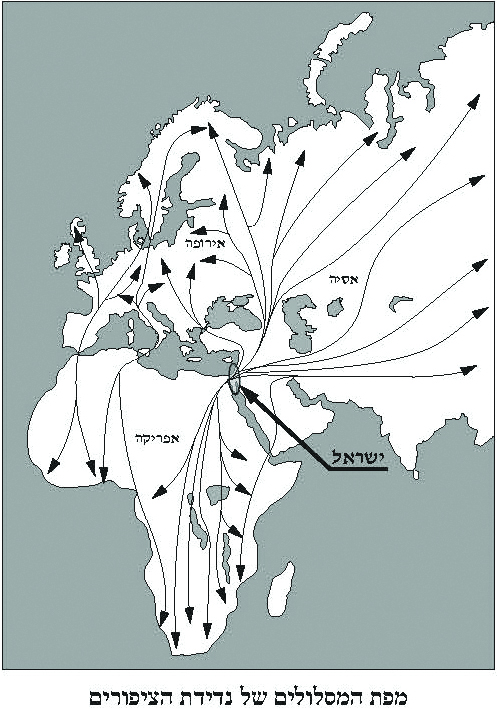 אירופה
אסיה
אפריקה
ישראל
מפת המסלולים של נדידת הציפורים